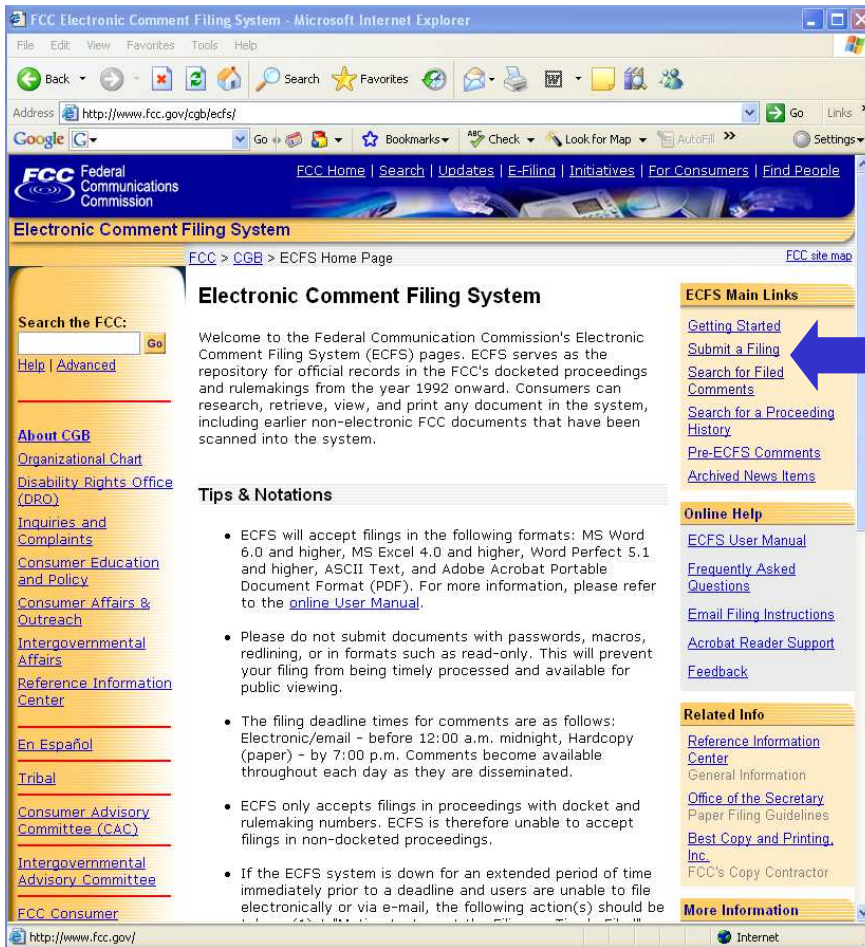 FCC Electronic Comment Filing System - Microsoft Internet Explorer
File Edit View Favorites Tools Help
Back Search Favorites
Address http://www.fcc.gov/cgb/ecfs/ Go Links »
Google G Go Bookmarks Check Look for Map AutoFill » Settings
FCC Federal Communications Commission
FCC Home | Search | Updates | E-Filing | Initiatives | For Consumers | Find People
Electronic Comment Filing System
FCC > CGB > ECFS Home Page
FCC site map
Search the FCC:
Go
Help | Advanced
About CGB
Organizational Chart
Disability Rights Office
(DRO)
Inquiries and
Complaints
Consumer Education
and Policy
Consumer Affairs &
Outreach
Intergovernmental
Affairs
Reference Information
Center
En Español
Tribal
Consumer Advisory
Committee (CAC)
Intergovernmental
Advisory Committee
FCC Consumer
Electronic Comment Filing System
Welcome to the Federal Communication Commission's Electronic
Comment Filing System (ECFS) pages. ECFS serves as the
repository for official records in the FCC's docketed proceedings
and rulemakings from the year 1992 onward. Consumers can
research, retrieve, view, and print any document in the system,
including earlier non-electronic FCC documents that have been
scanned into the system.
Tips & Notations
• ECFS will accept filings in the following formats: MS Word
6.0 and higher, MS Excel 4.0 and higher, Word Perfect 5.1
and higher, ASCII Text, and Adobe Acrobat Portable
Document Format (PDF). For more information, please refer
to the online User Manual.
• Please do not submit documents with passwords, macros,
redlining, or in formats such as read-only. This will prevent
your filing from being timely processed and available for
public viewing.
• The filing deadline times for comments are as follows:
Electronic/email - before 12:00 a.m. midnight, Hardcopy
(paper) - by 7:00 p.m. Comments become available
throughout each day as they are disseminated.
• ECFS only accepts filings in proceedings with docket and
rulemaking numbers. ECFS is therefore unable to accept
filings in non-docketed proceedings.
• If the ECFS system is down for an extended period of time
immediately prior to a deadline and users are unable to file
electronically or via e-mail, the following action(s) should be
ECFS Main Links
Getting Started
Submit a Filing
Search for Filed
Comments
Search for a Proceeding
History
Pre-ECFS Comments
Archived News Items
Online Help
ECFS User Manual
Frequently Asked
Questions
Email Filing Instructions
Acrobat Reader Support
Feedback
Related Info
Reference Information
Center
General Information
Office of the Secretary
Paper Filing Guidelines
Best Copy and Printing,
Inc.
FCC's Copy Contractor
More Information
http://www.fcc.gov/ Internet